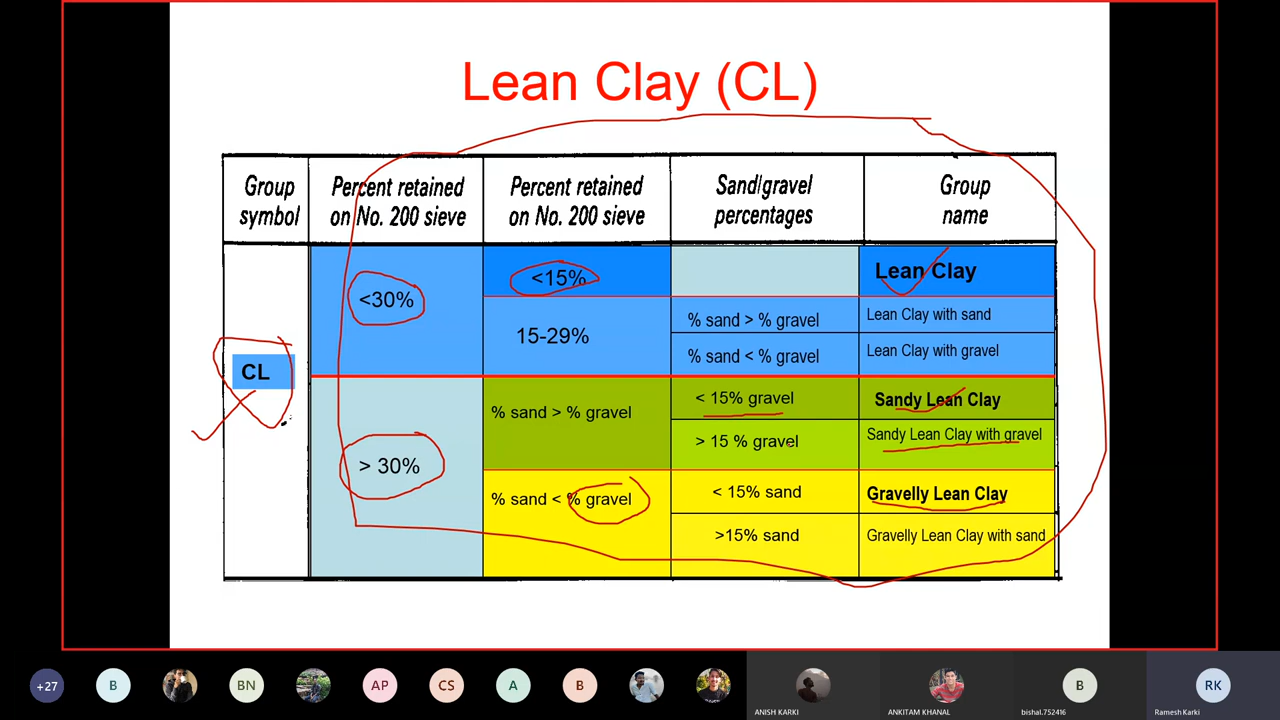 Lean Clay (CL)
Group symbol
Percent retained on No. 200 sieve
Percent retained on No. 200 sieve
Sand/gravel percentages
Group name
CL
<30%
<15%
Lean Clay
15-29%
% sand > % gravel
Lean Clay with sand
% sand < % gravel
Lean Clay with gravel
> 30%
% sand > % gravel
< 15% gravel
Sandy Lean Clay
> 15 % gravel
Sandy Lean Clay with gravel
% sand < % gravel
< 15% sand
Gravelly Lean Clay
>15% sand
Gravelly Lean Clay with sand
+27
B
BN
AP
CS
A
B
ANISH KARKI
ANKITAM KHANAL
B
bishal.752416
RK
Ramesh Karki